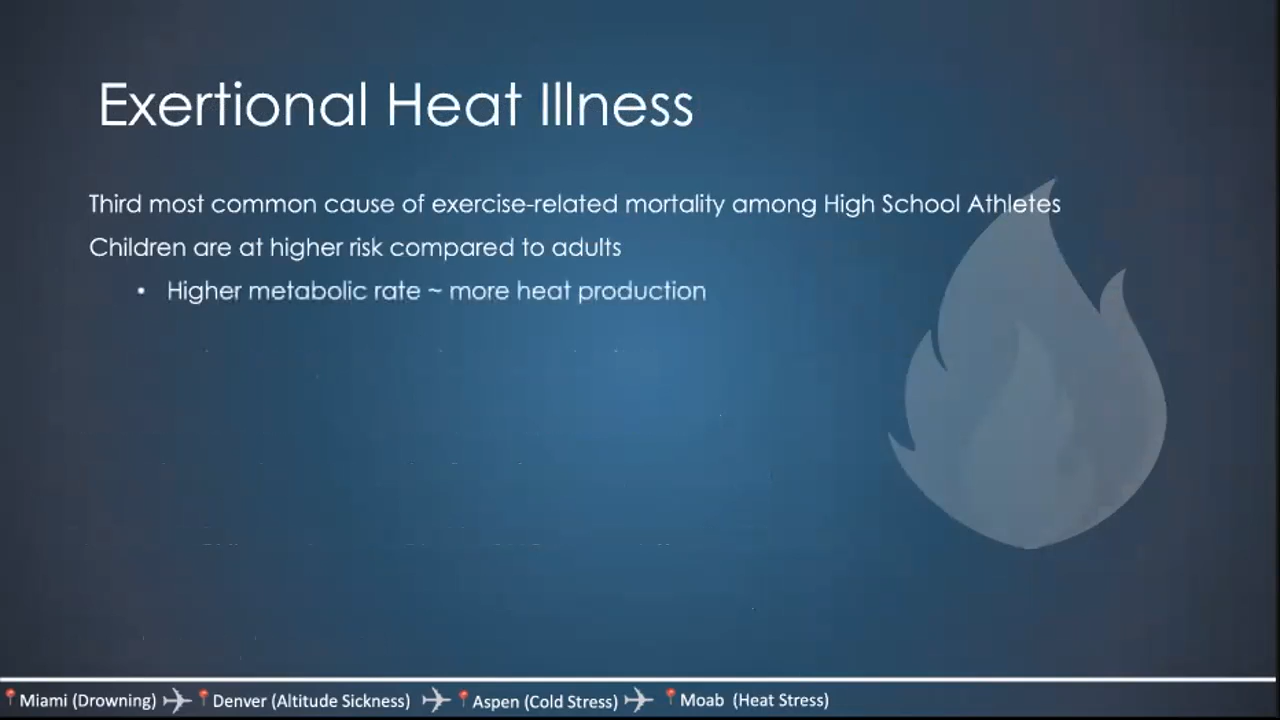 Exertional Heat Illness
Third most common cause of exercise-related mortality among High School Athletes
Children are at higher risk compared to adults
• Higher metabolic rate ~ more heat production
Miami (Drowning) Denver (Altitude Sickness) Aspen (Cold Stress) Moab (Heat Stress)